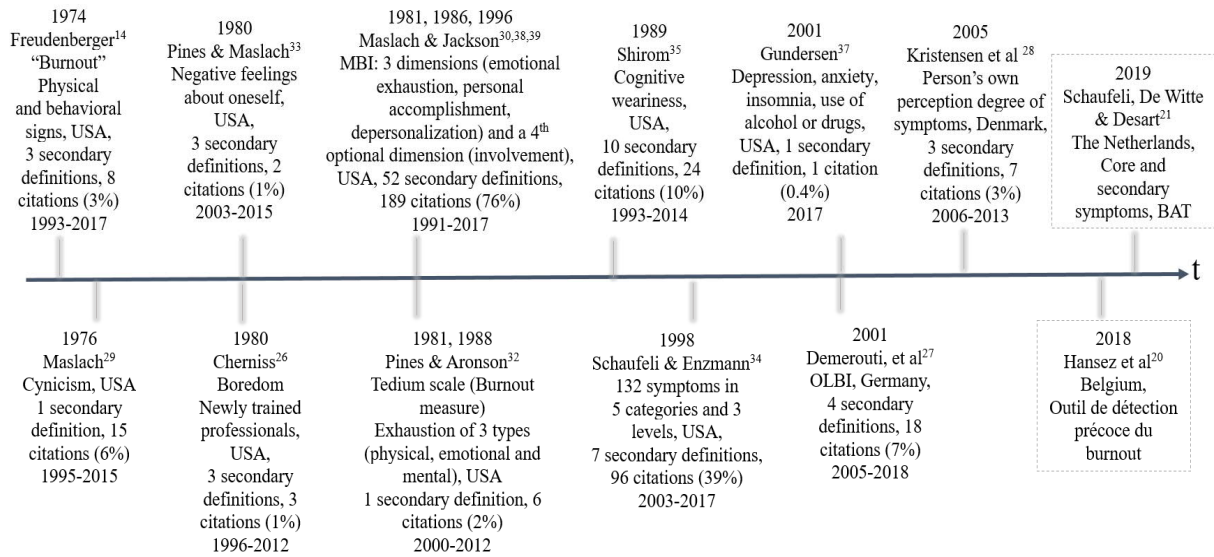 1974
Freudenberger14
“Burnout”
Physical
and behavioral
signs, USA,
3 secondary
definitions, 8
citations (3%)
1993-2017
1980
Pines & Maslach33
Negative feelings
about oneself,
USA,
3 secondary
definitions, 2
citations (1%)
2003-2015
1981, 1986, 1996
Maslach & Jackson30,38,39
MBI: 3 dimensions (emotional
exhaustion, personal
accomplishment,
depersonalization) and a 4th
optional dimension (involvement),
USA, 52 secondary definitions,
189 citations (76%)
1991-2017
1989
Shirom35
Cognitive
weariness,
USA,
10 secondary
definitions, 24
citations (10%)
1993-2014
2001
Gundersen37
Depression, anxiety,
insomnia, use of
alcohol or drugs,
USA, 1 secondary
definition, 1 citation
(0.4%)
2017
2005
Kristensen et al 28
Person’s own
perception degree of
symptoms, Denmark,
3 secondary
definitions, 7
citations (3%)
2006-2013
2019
Schaufeli, De Witte
& Desart21
The Netherlands,
Core and
secondary
symptoms, BAT
t
1976
Maslach29
Cynicism, USA
1 secondary
definition, 15
citations (6%)
1995-2015
1980
Cherniss26
Boredom
Newly trained
professionals,
USA,
3 secondary
definitions, 3
citations (1%)
1996-2012
1981, 1988
Pines & Aronson32
Tedium scale (Burnout
measure)
Exhaustion of 3 types
(physical, emotional and
mental), USA
1 secondary definition, 6
citations (2%)
2000-2012
1998
Schaufeli & Enzmann34
132 symptoms in
5 categories and 3
levels, USA,
7 secondary definitions,
96 citations (39%)
2003-2017
2001
Demerouti, et al27
OLBI, Germany,
4 secondary
definitions, 18
citations (7%)
2005-2018
2018
Hansez et al20
Belgium,
Outil de détection
précoce du
burnout